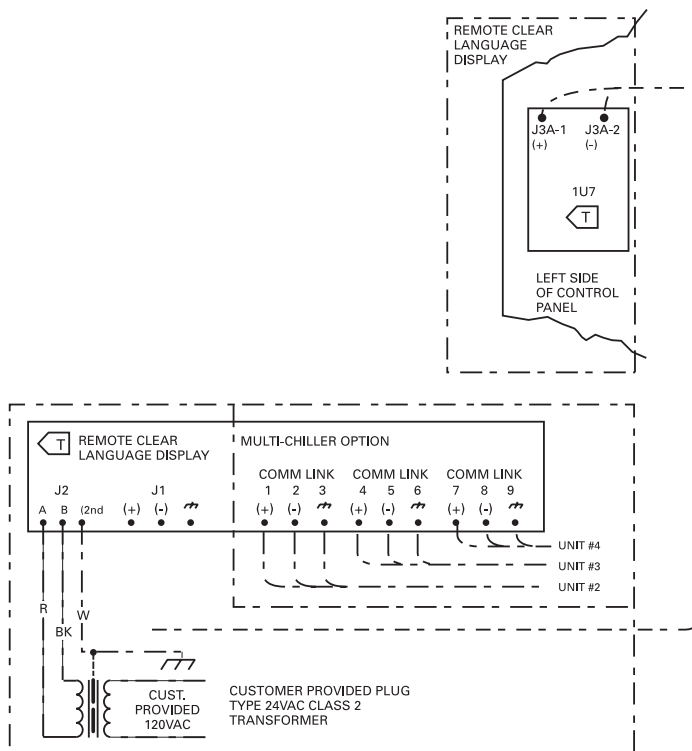 REMOTE CLEAR
LANGUAGE
DISPLAY
J3A-1
J3A-2
(+)
(-)
1U7
T
LEFT SIDE
OF CONTROL
PANEL
T
REMOTE CLEAR
LANGUAGE DISPLAY
MULTI-CHILLER OPTION
COMM LINK
COMM LINK
COMM LINK
J2
J1
1
2
3
4
5
6
7
8
9
A
B
(2nd
(+)
(-)
(+)
(-)
(+)
(-)
(+)
(-)
UNIT #4
UNIT #3
UNIT #2
R
W
BK
CUST.
PROVIDED
120VAC
CUSTOMER PROVIDED PLUG
TYPE 24VAC CLASS 2
TRANSFORMER